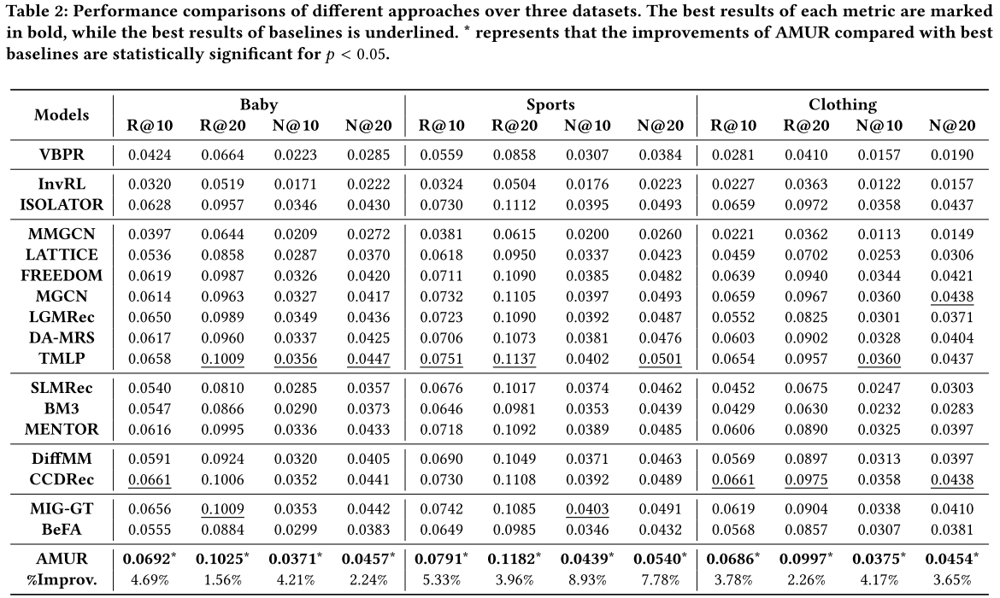 Table 2: Performance comparisons of different approaches over three datasets. The best results of each metric are marked
in bold, while the best results of baselines is underlined. * represents that the improvements of AMUR compared with best
baselines are statistically significant for p < 0.05.
Models Baby Sports Clothing
R@10 R@20 N@10 N@20 R@10 R@20 N@10 N@20 R@10 R@20 N@10 N@20
VBPR 0.0424 0.0664 0.0223 0.0285 0.0559 0.0858 0.0307 0.0384 0.0281 0.0410 0.0157 0.0190
InvRL 0.0320 0.0519 0.0171 0.0222 0.0324 0.0504 0.0176 0.0223 0.0227 0.0363 0.0122 0.0157
ISOLATOR 0.0628 0.0957 0.0346 0.0430 0.0730 0.1112 0.0395 0.0493 0.0659 0.0972 0.0358 0.0437
MMGCN 0.0397 0.0644 0.0209 0.0272 0.0381 0.0615 0.0200 0.0260 0.0221 0.0362 0.0113 0.0149
LATTICE 0.0536 0.0858 0.0287 0.0370 0.0618 0.0950 0.0337 0.0423 0.0459 0.0702 0.0253 0.0306
FREEDOM 0.0619 0.0987 0.0326 0.0420 0.0711 0.1090 0.0385 0.0482 0.0639 0.0940 0.0344 0.0421
MGCN 0.0614 0.0963 0.0327 0.0417 0.0732 0.1105 0.0397 0.0493 0.0659 0.0967 0.0360 0.0438
LGMRec 0.0650 0.0989 0.0349 0.0436 0.0723 0.1090 0.0392 0.0487 0.0552 0.0825 0.0301 0.0371
DA-MRS 0.0617 0.0960 0.0337 0.0425 0.0706 0.1073 0.0381 0.0476 0.0603 0.0902 0.0328 0.0404
TMLP 0.0658 0.1009 0.0356 0.0447 0.0751 0.1137 0.0402 0.0501 0.0654 0.0957 0.0360 0.0437
SLMRec 0.0540 0.0810 0.0285 0.0357 0.0676 0.1017 0.0374 0.0462 0.0452 0.0675 0.0247 0.0303
BM3 0.0547 0.0866 0.0290 0.0373 0.0646 0.0981 0.0353 0.0439 0.0429 0.0630 0.0232 0.0283
MENTOR 0.0616 0.0995 0.0336 0.0433 0.0718 0.1092 0.0389 0.0485 0.0606 0.0890 0.0325 0.0397
DiffMM 0.0591 0.0924 0.0320 0.0405 0.0690 0.1049 0.0371 0.0463 0.0569 0.0897 0.0313 0.0397
CCDRec 0.0661 0.1006 0.0352 0.0441 0.0730 0.1108 0.0392 0.0489 0.0661 0.0975 0.0358 0.0438
MIG-GT 0.0656 0.1009 0.0353 0.0442 0.0742 0.1085 0.0403 0.0491 0.0619 0.0904 0.0338 0.0410
BeFA 0.0555 0.0884 0.0299 0.0383 0.0649 0.0985 0.0346 0.0432 0.0568 0.0857 0.0307 0.0381
AMUR 0.0692* 0.1025* 0.0371* 0.0457* 0.0791* 0.1182* 0.0439* 0.0540* 0.0686* 0.0997* 0.0375* 0.0454*
%Improv. 4.69% 1.56% 4.21% 2.24% 5.33% 3.96% 8.93% 7.78% 3.78% 2.26% 4.17% 3.65%